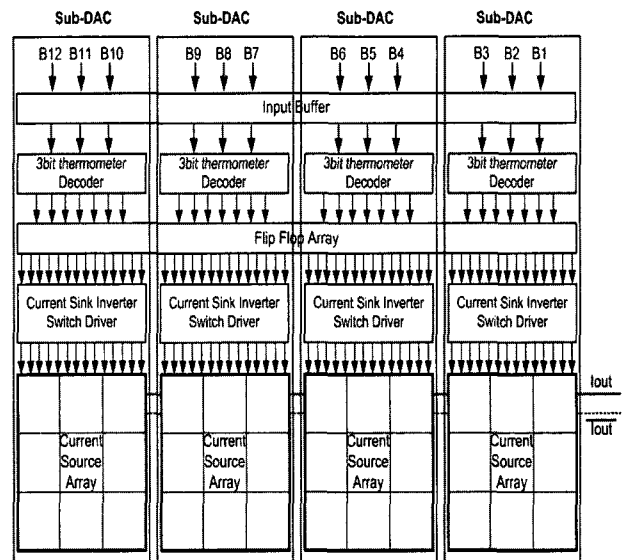 Sub-DAC Sub-DAC Sub-DAC Sub-DAC
B12 B11 B10 B9 B8 B7 B6 B5 B4 B3 B2 B1
Input Buffer
3bit thermometer 3bit thermometer 3bit thermometer 3bit thermometer
Decoder Decoder Decoder Decoder
Flip Flop Array
Current Sink Inverter Current Sink Inverter Current Sink Inverter Current Sink Inverter
Switch Driver Switch Driver Switch Driver Switch Driver
Iout
Iout
Current Current Current Current
Source Source Source Source
Array Array Array Array